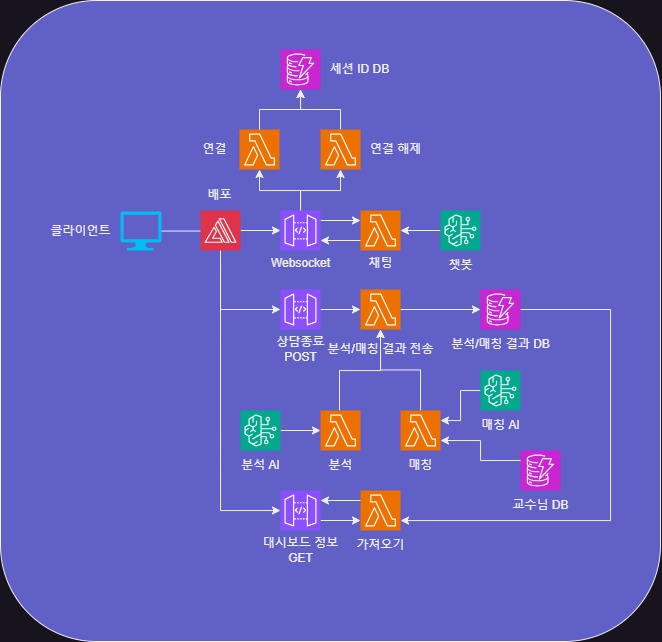 세션 ID DB
연결
연결 해제
배포
클라이언트
Websocket
채팅
챗봇
상담종료
POST
분석/매칭 결과 전송
분석/매칭 결과 DB
매칭 AI
분석 AI
분석
매칭
교수님 DB
대시보드 정보
GET
가져오기